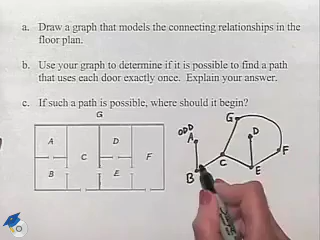 a. Draw a graph that models the connecting relationships in the
floor plan.
b. Use your graph to determine if it is possible to find a path
that uses each door exactly once. Explain your answer.
c. If such a path is possible, where should it begin?
G
A
D
C
F
B
E
G
ODD
A
D
C
F
B
E